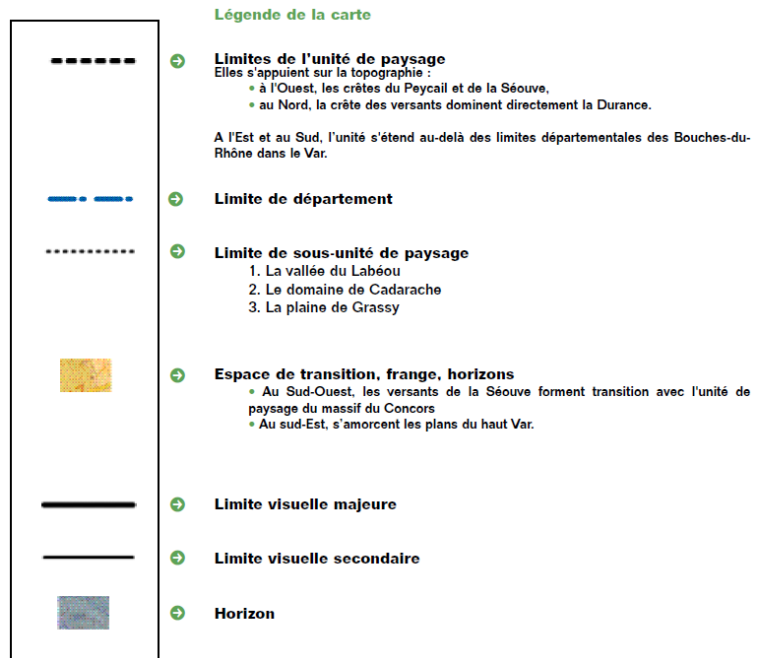 Légende de la carte
Limites de l'unité de paysage
Elles s'appuient sur la topographie :
• à l'Ouest, les crêtes du Peycail et de la Séouve,
• au Nord, la crête des versants dominent directement la Durance.
A l'Est et au Sud, l'unité s'étend au-delà des limites départementales des Bouches-du-
Rhône dans le Var.
Limite de département
Limite de sous-unité de paysage
1. La vallée du Labéou
2. Le domaine de Cadarache
3. La plaine de Grassy
Espace de transition, frange, horizons
• Au Sud-Ouest, les versants de la Séouve forment transition avec l'unité de
paysage du massif du Concors
• Au sud-Est, s'amorcent les plans du haut Var.
Limite visuelle majeure
Limite visuelle secondaire
Horizon